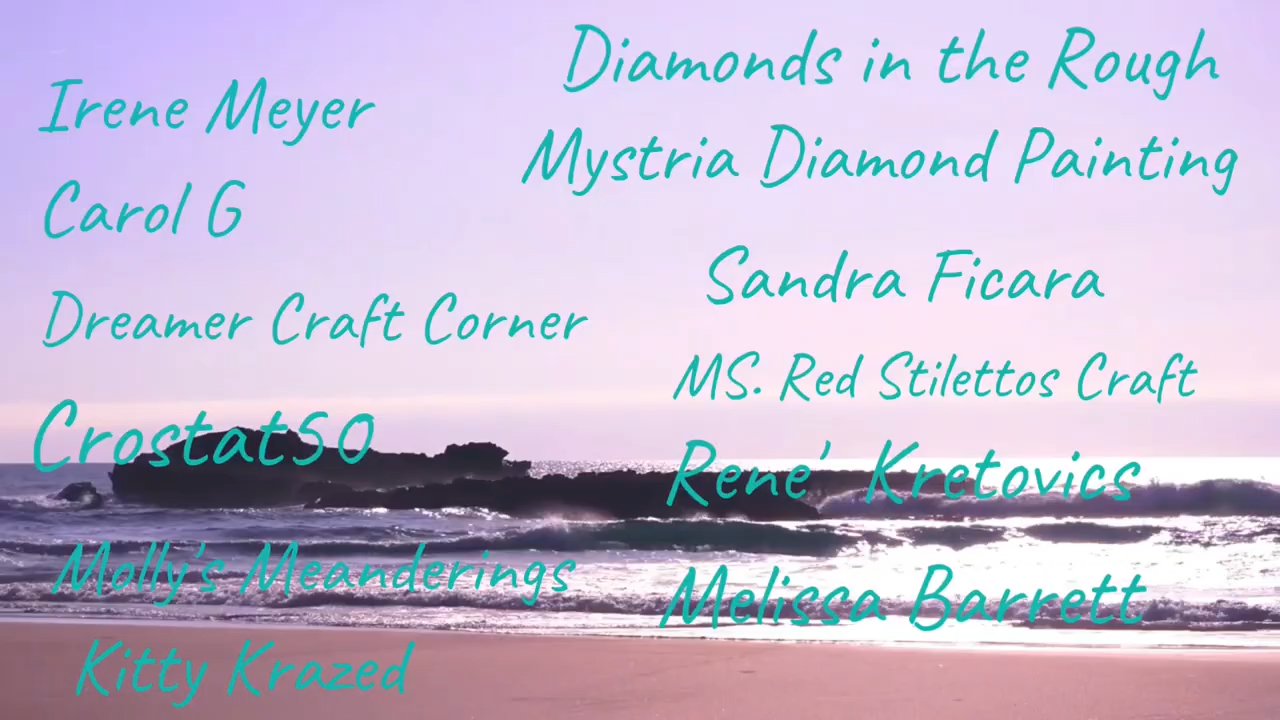 Irene Meyer
Carol G
Dreamer Craft Corner
Crostat50
Molly's Meanderings
Kitty Krazed
Diamonds in the Rough
Mystria Diamond Painting
Sandra Ficara
MS. Red Stilettos Craft
Rene' Kretovics
Melissa Barrett